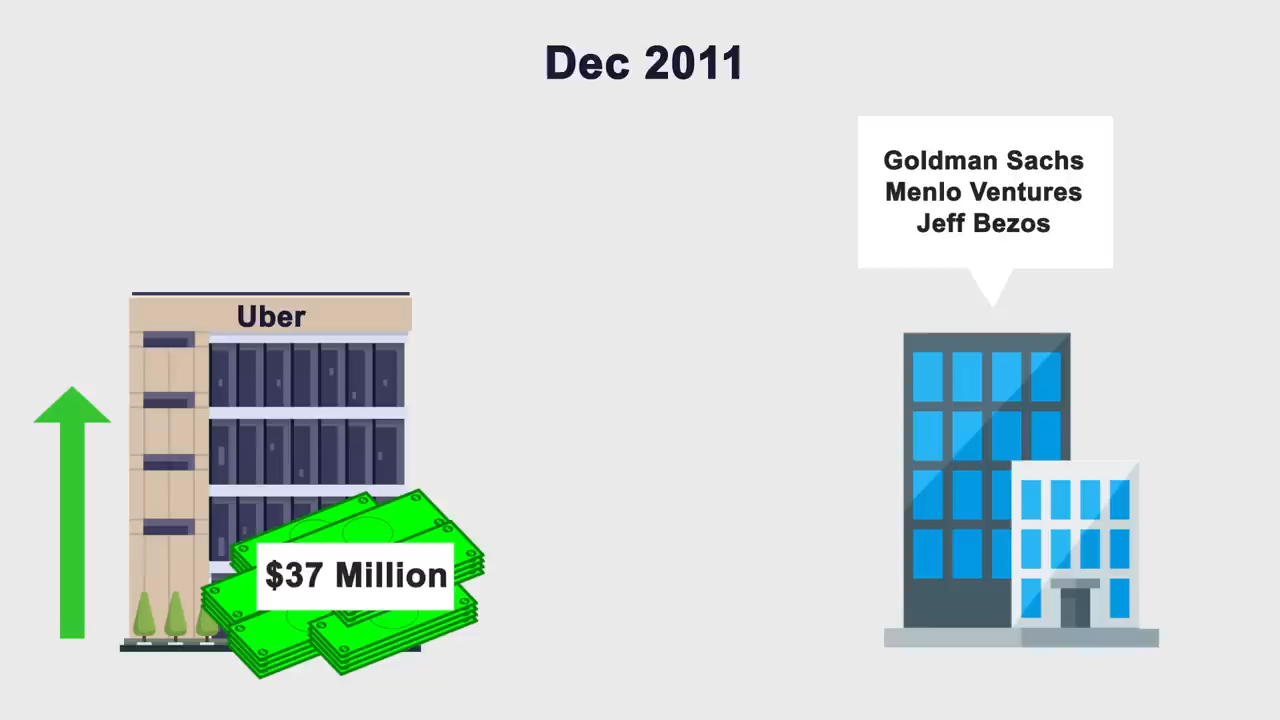 Dec 2011
Goldman Sachs
Menlo Ventures
Jeff Bezos
Uber
$37 Million